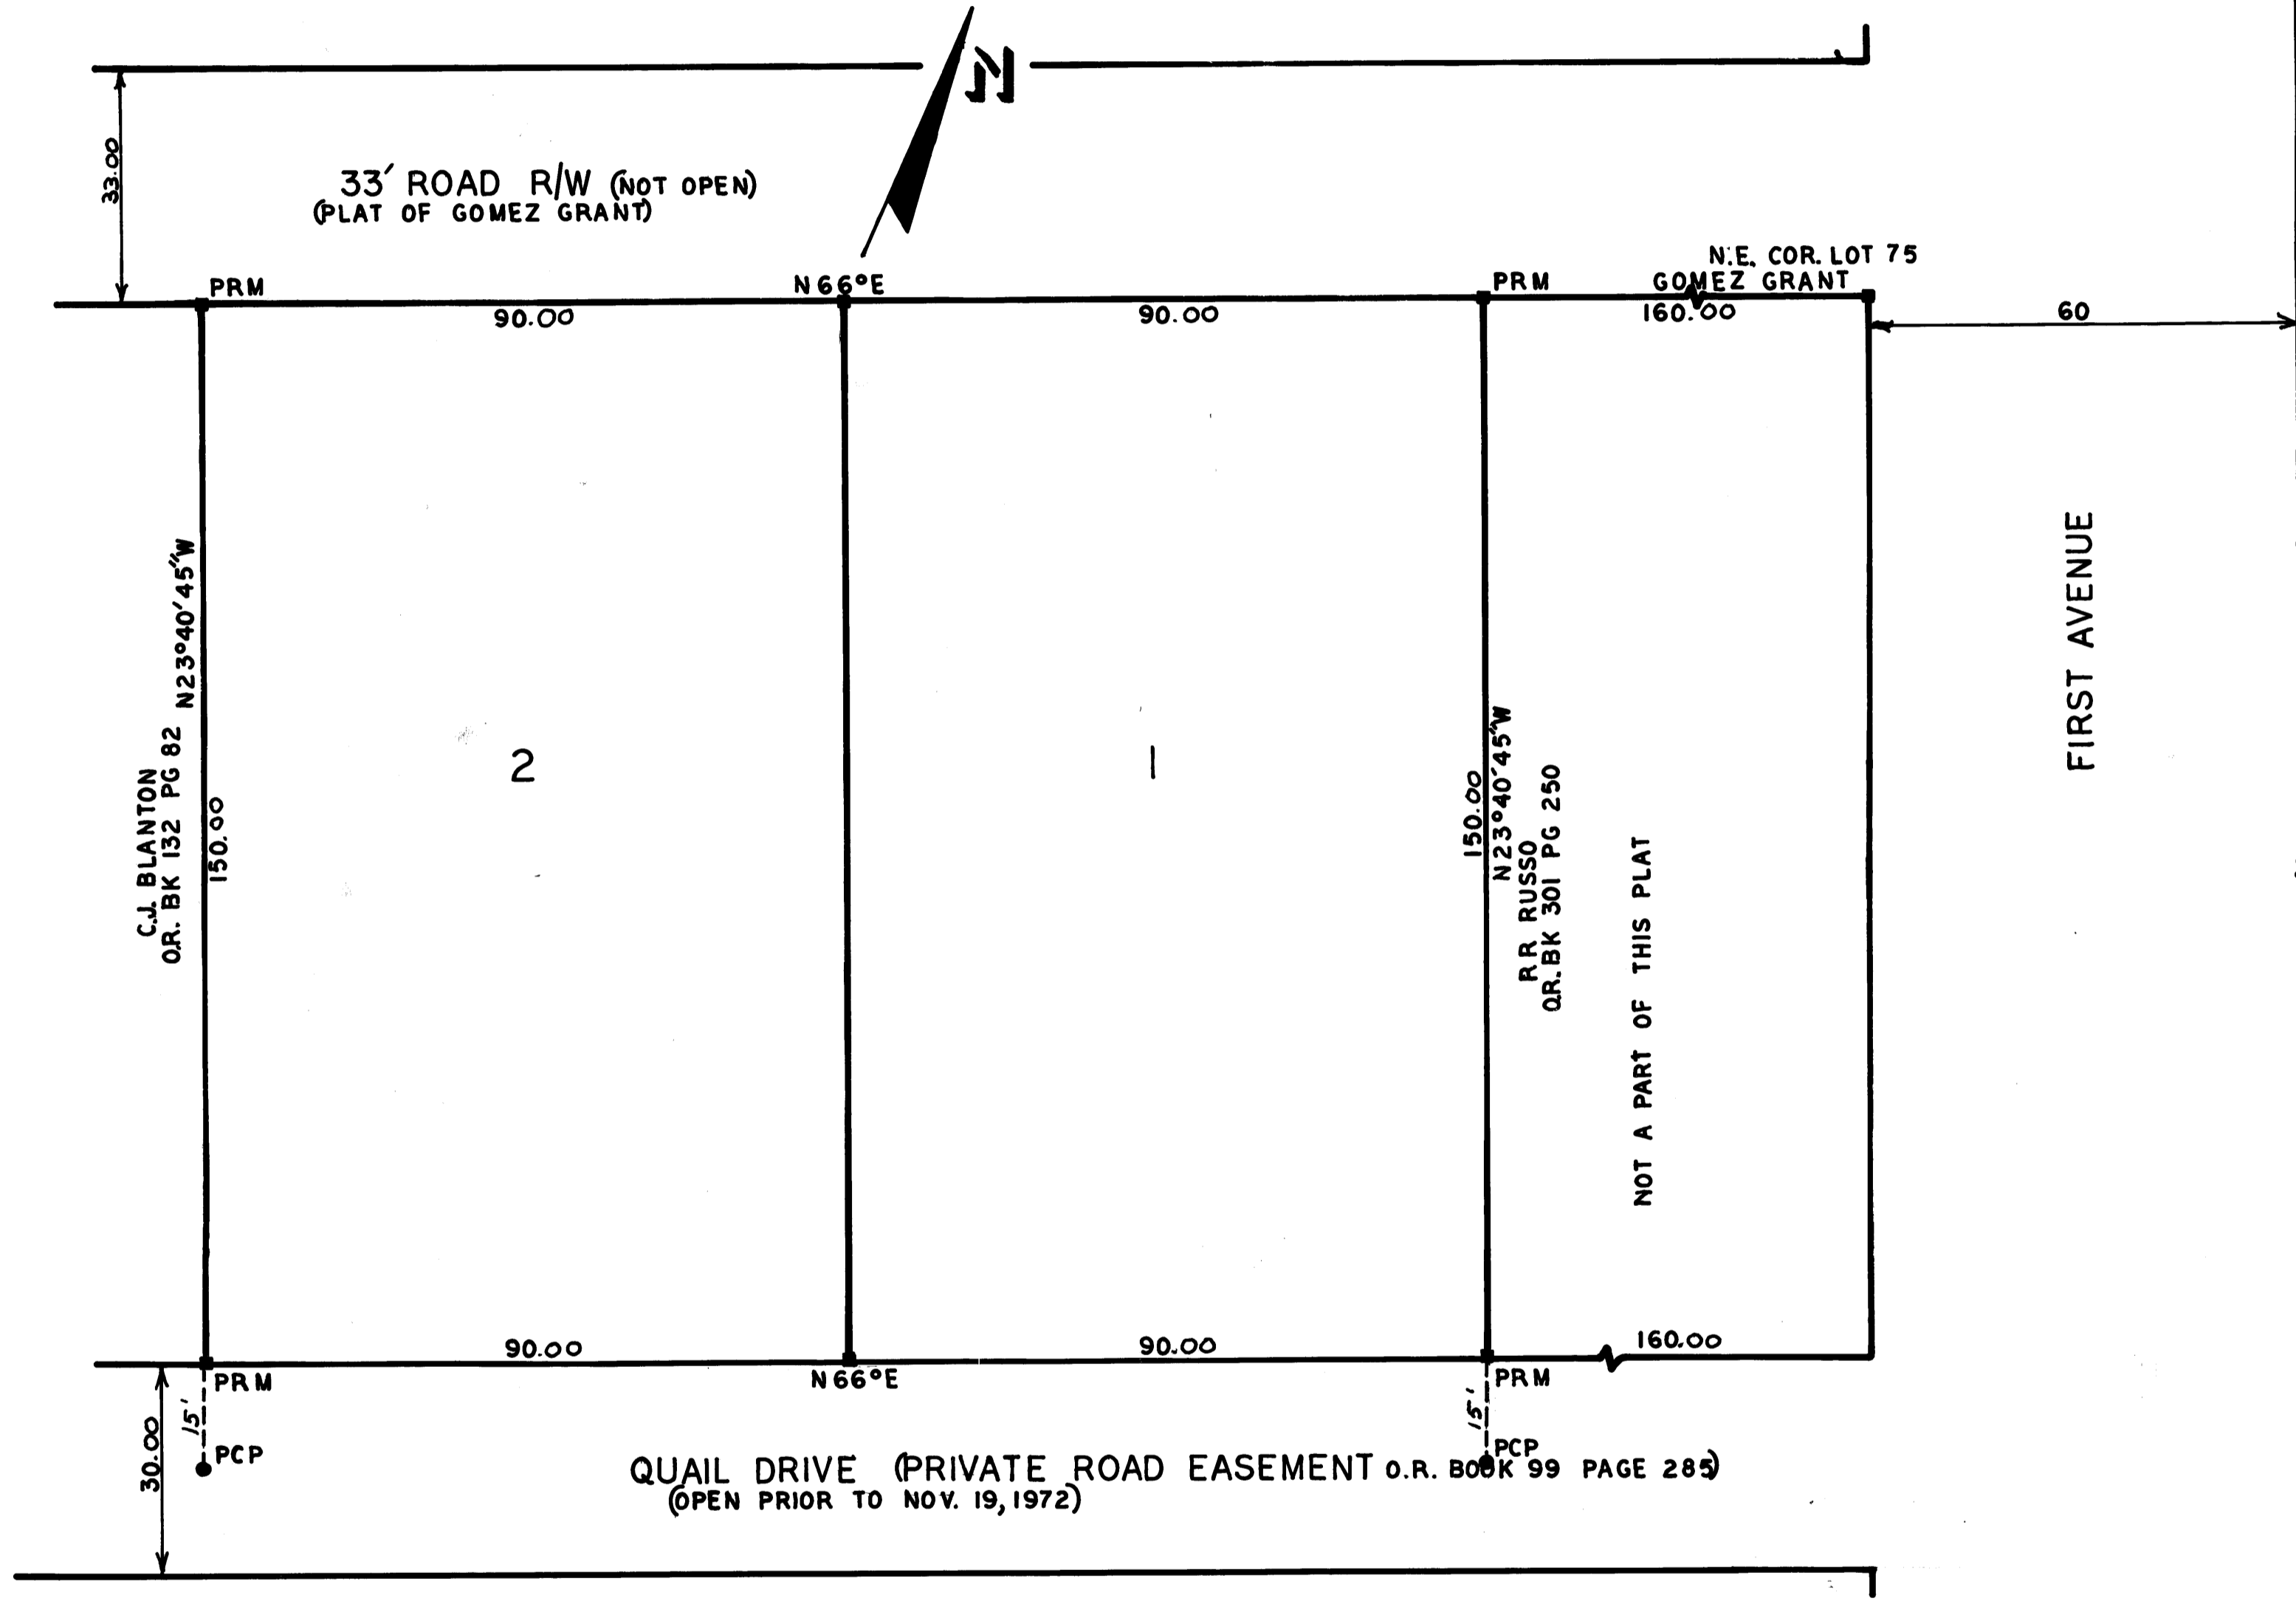 N
33.00
33' ROAD R/W (NOT OPEN)
(PLAT OF GOMEZ GRANT)
N.E. COR. LOT 75
GOMEZ GRANT
PRM
N66°E
PRM
90.00
90.00
160.00
60
C.J. BLANTON
O.R. BK 132 PG 82
N23°40'45"W
150.00
2
1
150.00
N23°40'45"W
R R RUSSO
O.R. BK 301 PG 250
NOT A PART OF THIS PLAT
FIRST AVENUE
90.00
90.00
160.00
PRM
N66°E
PRM
15'
15'
30.00
PCP
PCP
QUAIL DRIVE (PRIVATE ROAD EASEMENT O.R. BOOK 99 PAGE 285)
(OPEN PRIOR TO NOV. 19, 1972)